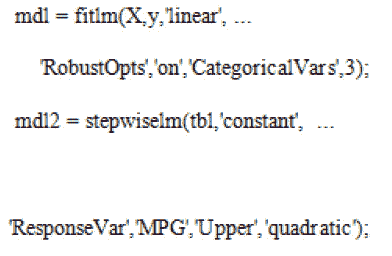 mdl = fitlm(X,y,'linear', ...
'RobustOpts','on','CategoricalVars',3);
mdl2 = stepwiselm(tbl,'constant', ...
'ResponseVar','MPG','Upper','quadratic');